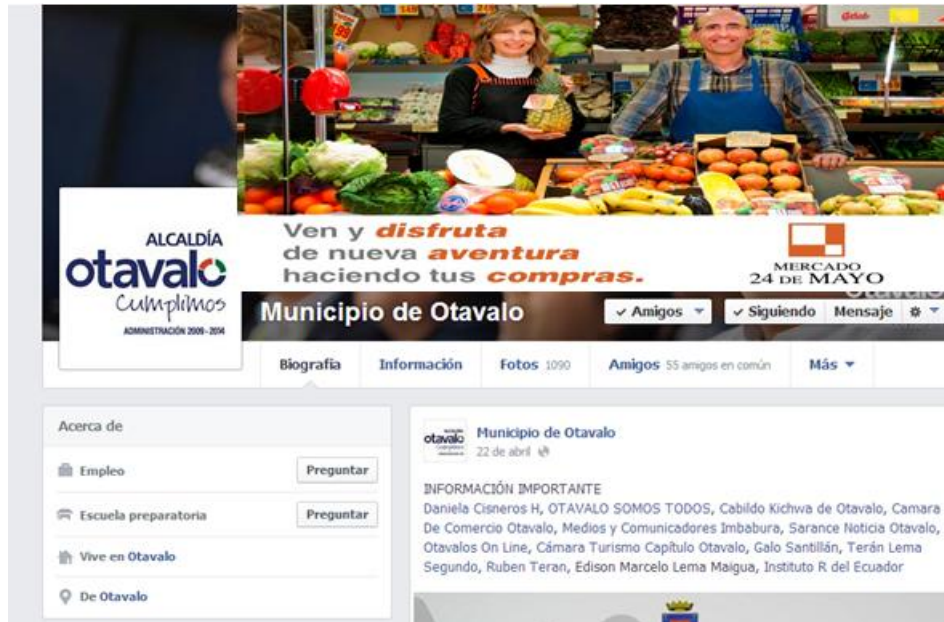 Ven y disfruta
de nueva aventura
haciendo tus compras.
MERCADO
24 DE MAYO
ALCALDÍA
otavalo
Cumplimos
ADMINISTRACIÓN 2009 - 2014
Municipio de Otavalo
Amigos
Siguiendo
Mensaje
Biografía
Información
Fotos 1090
Amigos 55 amigos en común
Más
Acerca de
Empleo
Preguntar
Escuela preparatoria
Preguntar
Vive en Otavalo
De Otavalo
otavalo
Municipio de Otavalo
22 de abril
INFORMACIÓN IMPORTANTE
Daniela Cisneros H, OTAVALO SOMOS TODOS, Cabildo Kichwa de Otavalo, Camara
De Comercio Otavalo, Medios y Comunicadores Imbabura, Sarance Noticia Otavalo,
Otavalos On Line, Cámara Turismo Capítulo Otavalo, Galo Santillán, Terán Lema
Segundo, Ruben Teran, Edison Marcelo Lema Maigua, Instituto R del Ecuador